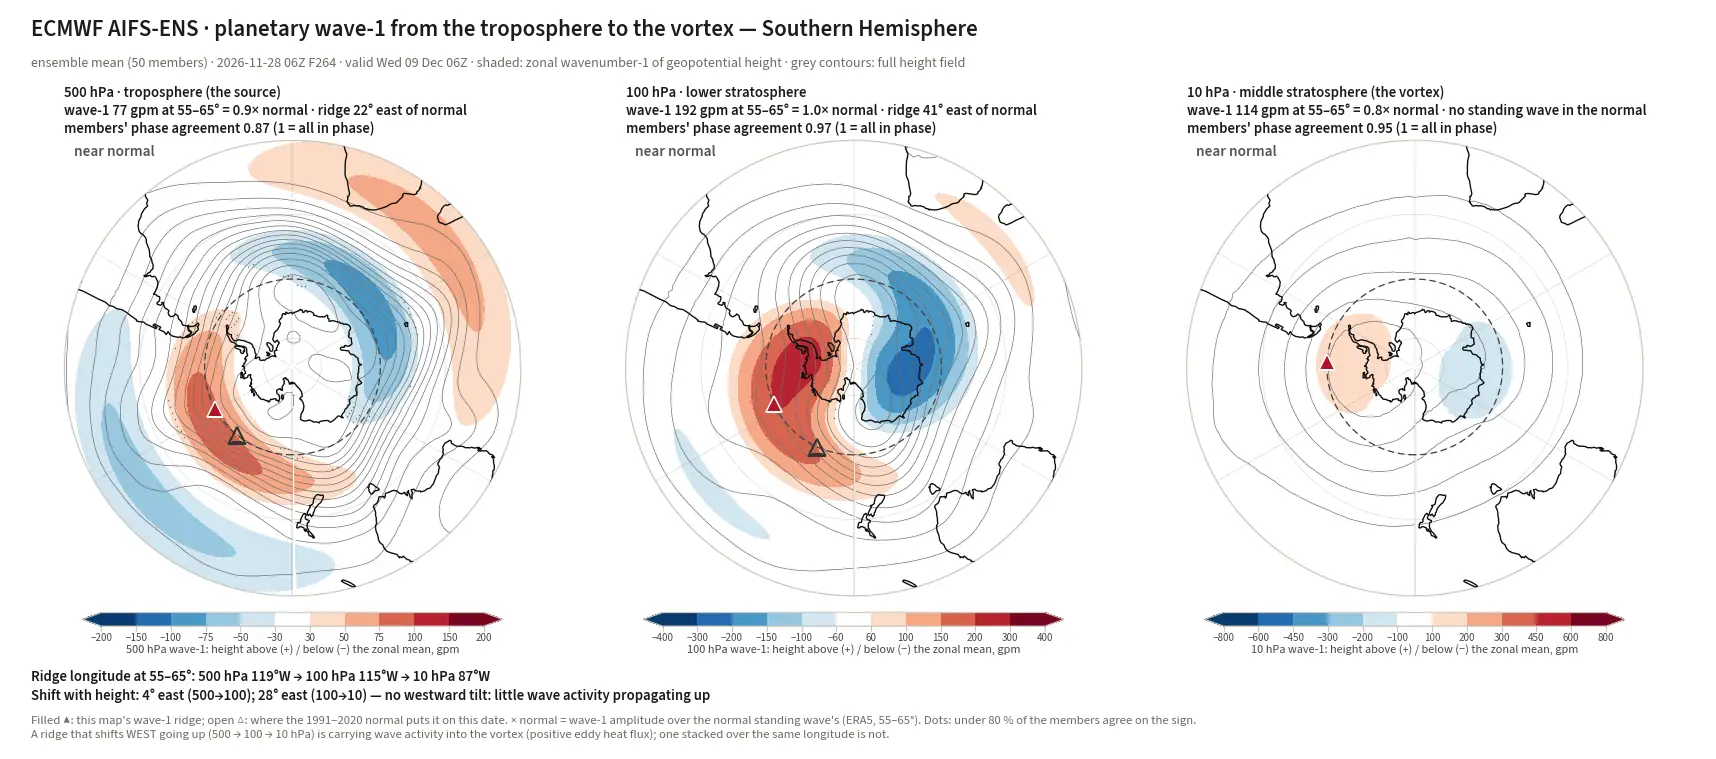 ECMWF AIFS-ENS · planetary wave-1 from the troposphere to the vortex — Southern Hemisphere
ensemble mean (50 members) · 2026-11-28 06Z F264 · valid Wed 09 Dec 06Z · shaded: zonal wavenumber-1 of geopotential height · grey contours: full height field
500 hPa · troposphere (the source)
wave-1 77 gpm at 55–65° = 0.9× normal · ridge 22° east of normal
members' phase agreement 0.87 (1 = all in phase)
near normal
100 hPa · lower stratosphere
wave-1 192 gpm at 55–65° = 1.0× normal · ridge 41° east of normal
members' phase agreement 0.97 (1 = all in phase)
near normal
10 hPa · middle stratosphere (the vortex)
wave-1 114 gpm at 55–65° = 0.8× normal · no standing wave in the normal
members' phase agreement 0.95 (1 = all in phase)
near normal
−200 −150 −100 −75 −50 −30 30 50 75 100 150 200
500 hPa wave-1: height above (+) / below (−) the zonal mean, gpm
−400 −300 −200 −150 −100 −60 60 100 150 200 300 400
100 hPa wave-1: height above (+) / below (−) the zonal mean, gpm
−800 −600 −450 −300 −200 −100 100 200 300 450 600 800
10 hPa wave-1: height above (+) / below (−) the zonal mean, gpm
Ridge longitude at 55–65°: 500 hPa 119°W → 100 hPa 115°W → 10 hPa 87°W
Shift with height: 4° east (500→100); 28° east (100→10) — no westward tilt: little wave activity propagating up
Filled ▲: this map's wave-1 ridge; open △: where the 1991–2020 normal puts it on this date. × normal = wave-1 amplitude over the normal standing wave's (ERA5, 55–65°). Dots: under 80 % of the members agree on the sign.
A ridge that shifts WEST going up (500 → 100 → 10 hPa) is carrying wave activity into the vortex (positive eddy heat flux); one stacked over the same longitude is not.